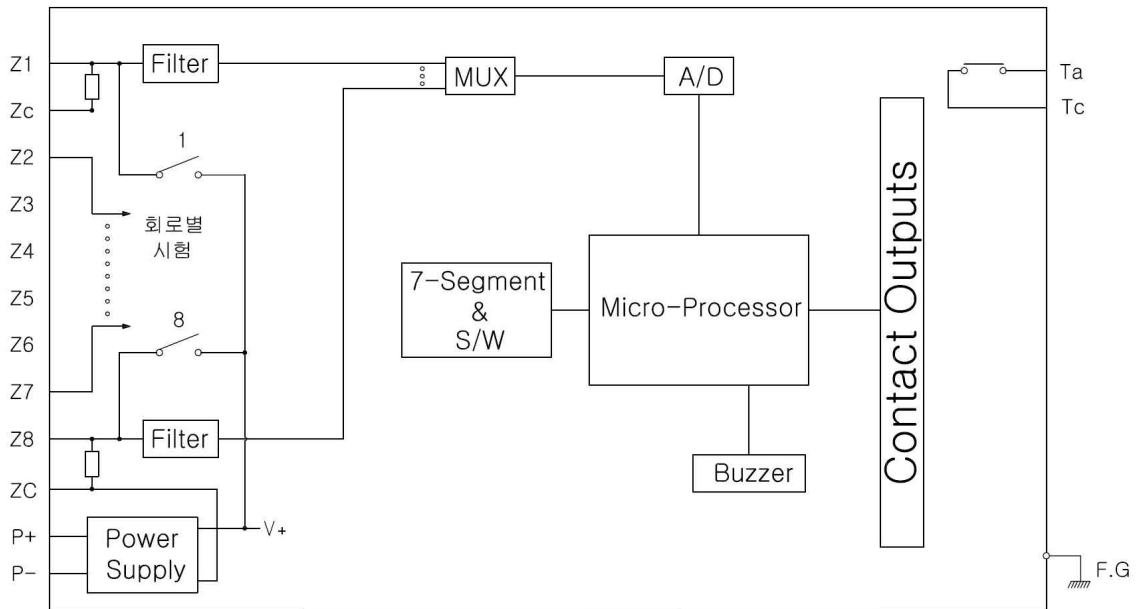 Z1
Zc
Z2
Z3
Z4
Z5
Z6
Z7
Z8
ZC
P+
P-
Filter
1
회로별
시험
8
Filter
Power
Supply
V+
MUX
A/D
7-Segment
&
S/W
Micro-Processor
Buzzer
Contact Outputs
Ta
Tc
F.G